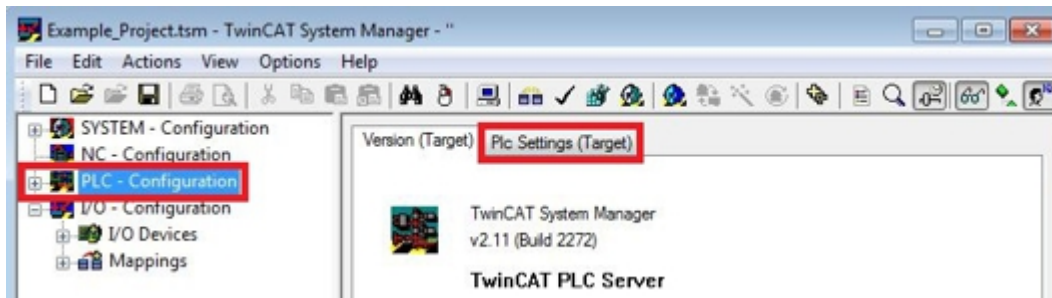 Example_Project.tsm - TwinCAT System Manager - "
File Edit Actions View Options Help
SYSTEM - Configuration
NC - Configuration
PLC - Configuration
I/O - Configuration
I/O Devices
Mappings
Version (Target) Plc Settings (Target)
TwinCAT System Manager
v2.11 (Build 2272)
TwinCAT PLC Server